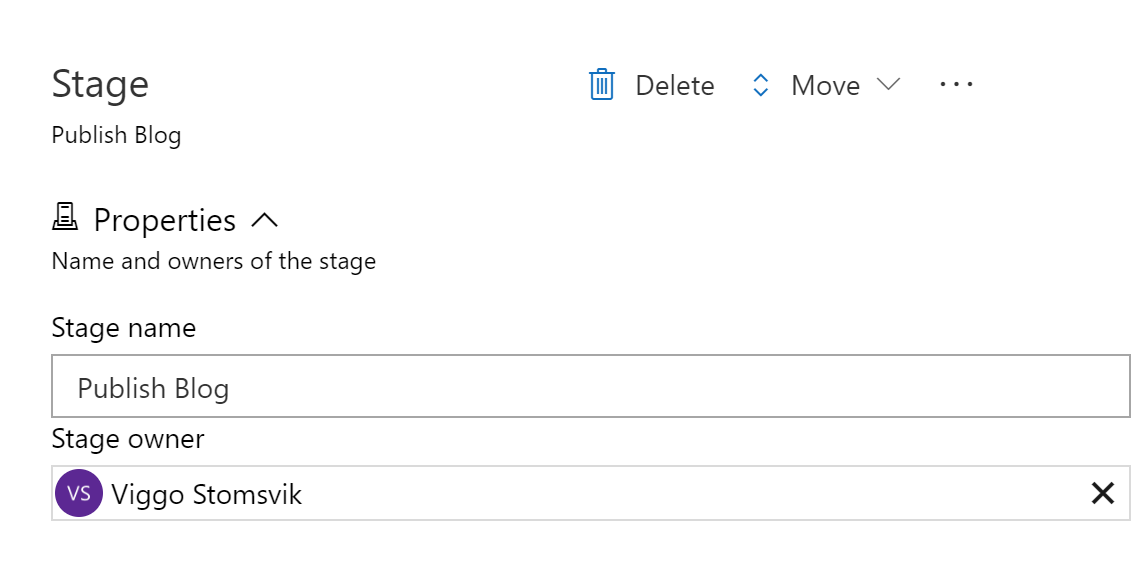 Stage
Delete
Move
...
Publish Blog
Properties
Name and owners of the stage
Stage name
Publish Blog
Stage owner
VS
Viggo Stomsvik